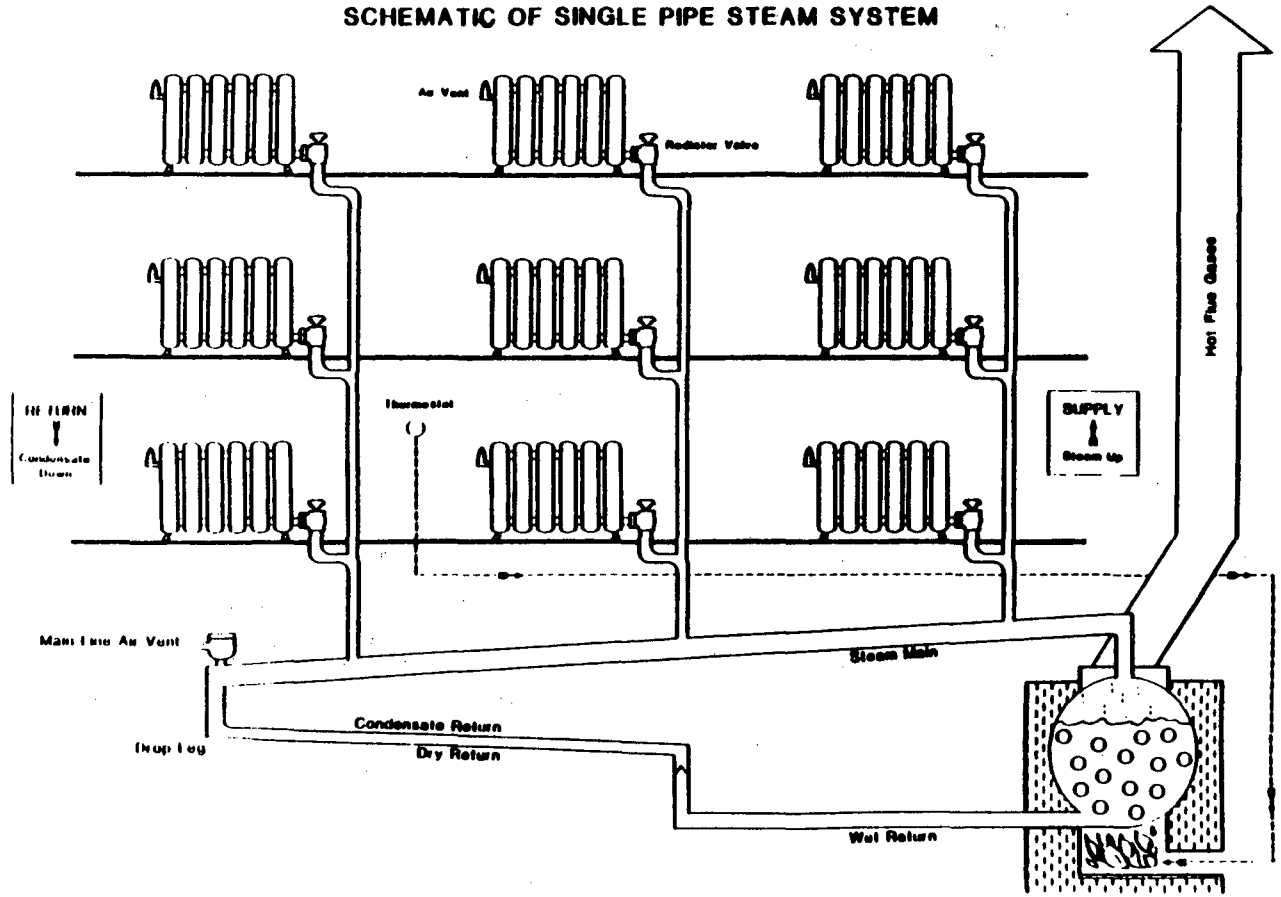 SCHEMATIC OF SINGLE PIPE STEAM SYSTEM
Air Vent
Radiator Valve
Hot Flue Gases
RETURN
Condensate
Down
Thermostat
SUPPLY
Steam Up
Main Line Air Vent
Steam Main
Condensate Return
Drop Leg
Dry Return
Wet Return